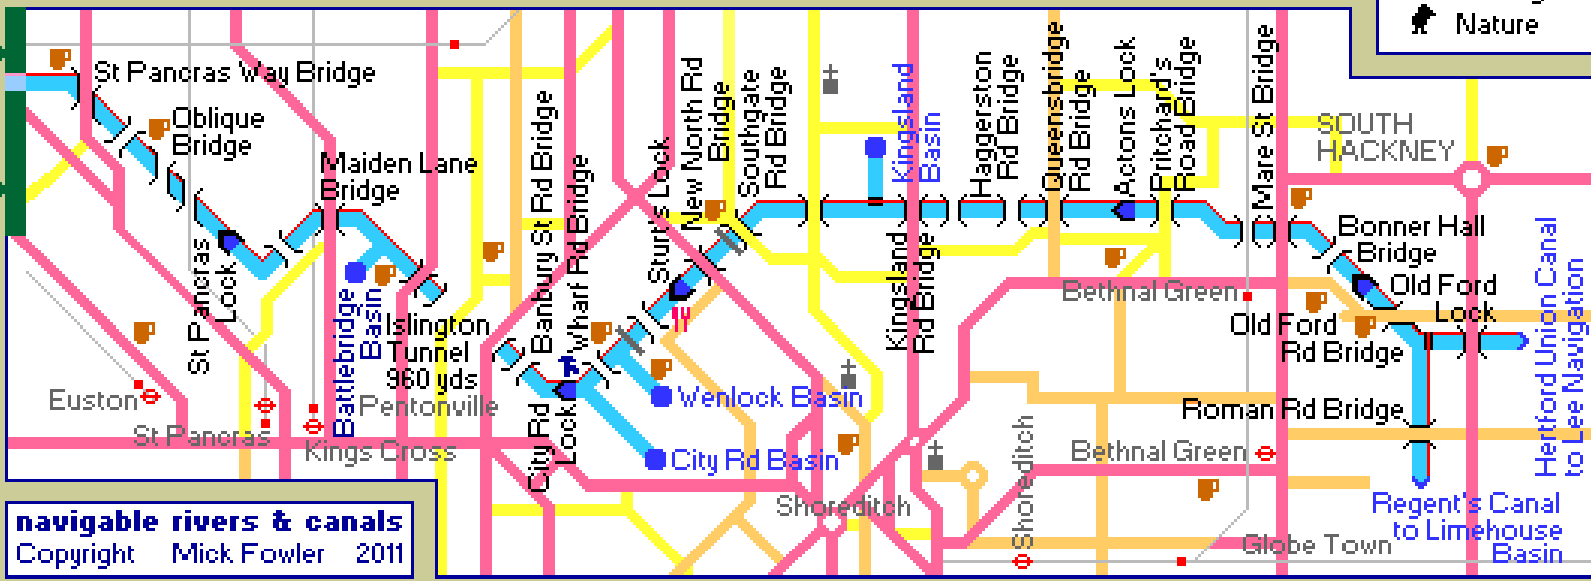 Nature
St Pancras Way Bridge
Oblique
Bridge
Maiden Lane
Bridge
St Pancras
Lock
Battlebridge
Basin
Islington
Tunnel
960 yds
Banbury St Rd Bridge
Wharf Rd Bridge
City Rd
Lock
Sturt's Lock
New North Rd
Bridge
Southgate
Rd Bridge
Kingsland
Basin
Kingsland
Rd Bridge
Haggerston
Rd Bridge
Queensbridge
Rd Bridge
Actons Lock
Pritchard's
Road Bridge
Mare St Bridge
SOUTH
HACKNEY
Bonner Hall
Bridge
Old Ford
Lock
Old Ford
Rd Bridge
Roman Rd Bridge
Hertford Union Canal
to Lee Navigation
Regent's Canal
to Limehouse
Basin
Bethnal Green
Bethnal Green
Globe Town
Shoreditch
Shoreditch
Wenlock Basin
City Rd Basin
Euston
St Pancras
Kings Cross
Pentonville
navigable rivers & canals
Copyright Mick Fowler 2011